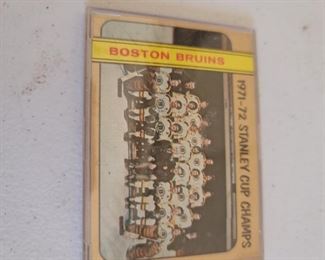 BOSTON BRUINS
1971-72 STANLEY CUP CHAMPS